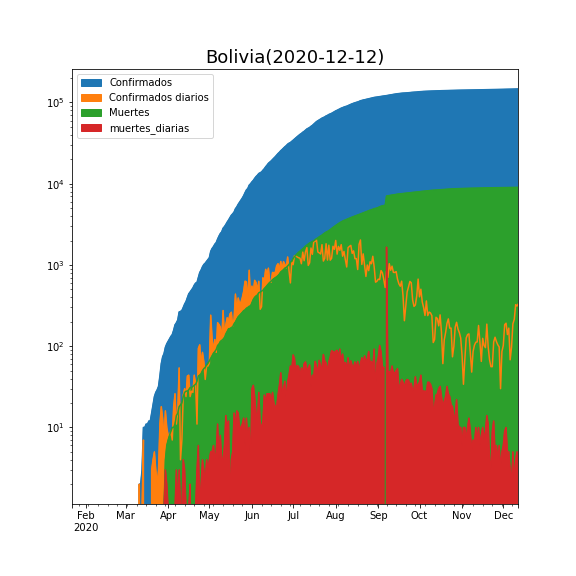 Bolivia(2020-12-12)
Confirmados
Confirmados diarios
Muertes
muertes_diarias
10^5
10^4
10^3
10^2
10^1
Feb Mar Apr May Jun Jul Aug Sep Oct Nov Dec
2020